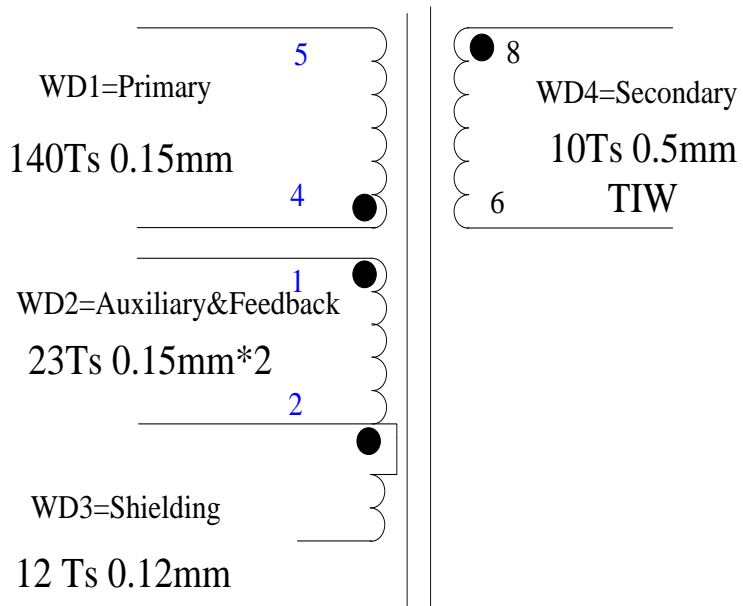 5
WD1=Primary
140Ts 0.15mm
4
1
WD2=Auxiliary&Feedback
23Ts 0.15mm*2
2
WD3=Shielding
12 Ts 0.12mm
8
WD4=Secondary
10Ts 0.5mm
TIW
6